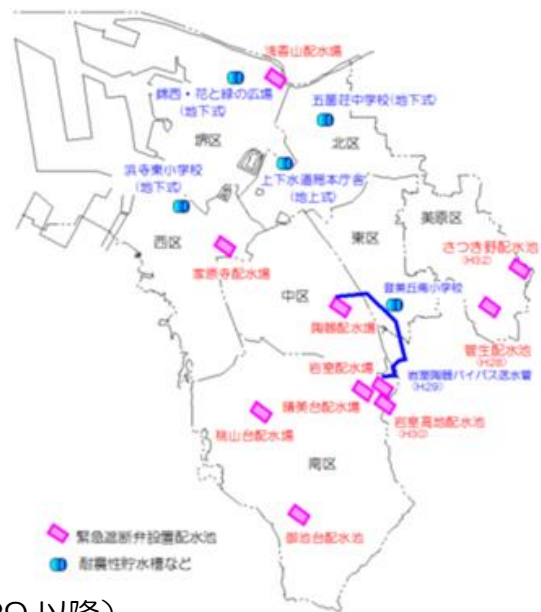 浅香山配水場
錦西・花と緑の広場
(地下式)
五箇荘中学校(地下式)
堺区
北区
浜寺東小学校
(地下式)
上下水道局本庁舎
(地上式)
美原区
西区
東区
さつき野配水池
(H32)
家原寺配水場
中区
登美丘南小学校
陶器配水場
菅生配水池
(H28)
岩室配水場
岩室陶器バイパス送水管
(H29)
晴美台配水場
岩室高地配水池
(H30)
桃山台配水場
南区
御池台配水池
緊急遮断弁設置配水池
耐震性貯水槽など
以降)